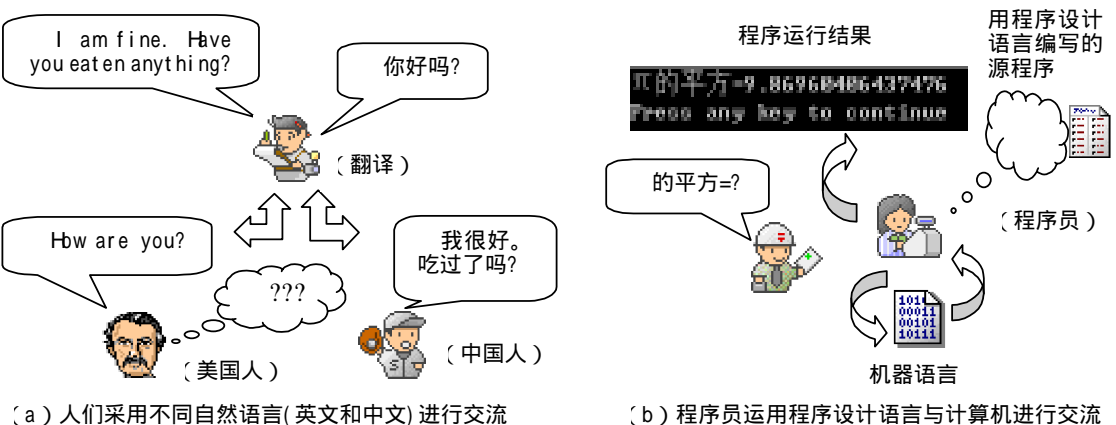 I am fine. Have
you eaten anything?
你好吗?
(翻译)
How are you?
???
我很好。
吃过了吗?
(美国人)
(中国人)
(a)人们采用不同自然语言(英文和中文)进行交流
程序运行结果
π的平方=9.86960406437476
Press any key to continue
用程序设计
语言编写的
源程序
的平方=?
(程序员)
1010
00011
00101
10111
机器语言
(b)程序员运用程序设计语言与计算机进行交流